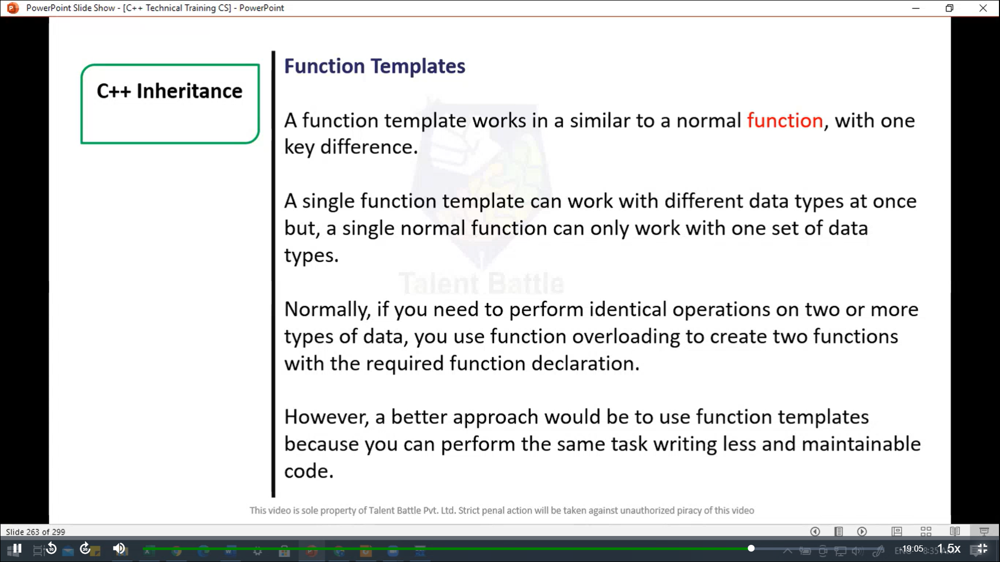 PowerPoint Slide Show - [C++ Technical Training CS] - PowerPoint
C++ Inheritance
Function Templates
A function template works in a similar to a normal function, with one
key difference.
A single function template can work with different data types at once
but, a single normal function can only work with one set of data
types.
Talent Battle
Normally, if you need to perform identical operations on two or more
types of data, you use function overloading to create two functions
with the required function declaration.
However, a better approach would be to use function templates
because you can perform the same task writing less and maintainable
code.
This video is sole property of Talent Battle Pvt. Ltd. Strict penal action will be taken against unauthorized piracy of this video
Slide 263 of 299
10
30
-19:05
1.5x